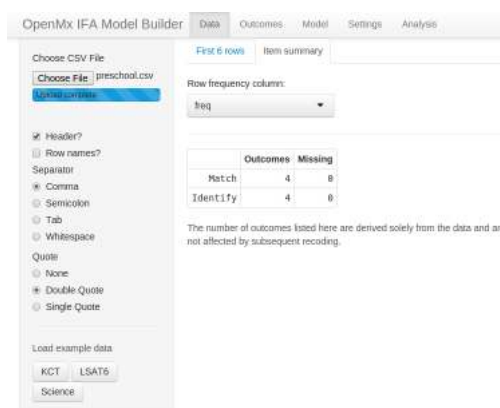 OpenMx IFA Model Builder Data Outcomes Model Settings Analysis
Choose CSV File
Choose File preschool.csv
Upload complete
Header?
Row names?
Separator
Comma
Semicolon
Tab
Whitespace
Quote
None
Double Quote
Single Quote
Load example data
KCT LSAT6
Science
First 6 rows Item summary
Row frequency column:
freq
Outcomes Missing
Match 4 0
Identify 4 0
The number of outcomes listed here are derived solely from the data and ar
not affected by subsequent recoding.